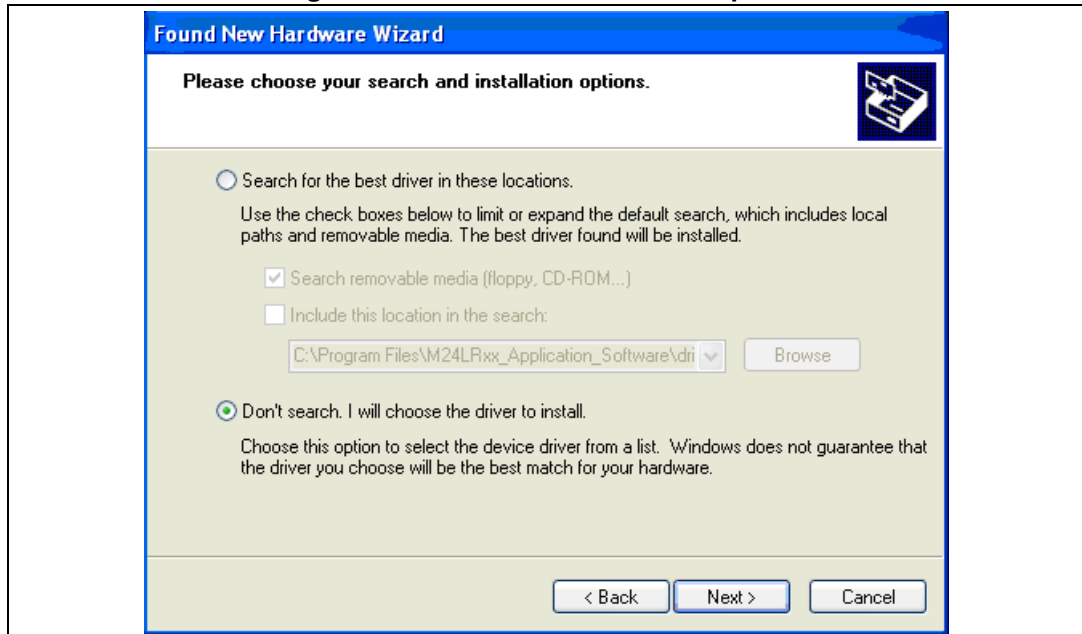 Found New Hardware Wizard
Please choose your search and installation options.
Search for the best driver in these locations.
Use the check boxes below to limit or expand the default search, which includes local
paths and removable media. The best driver found will be installed.
Search removable media (floppy, CD-ROM...)
Include this location in the search:
C:\Program Files\M24LRxx_Application_Software\dri
Browse
Don't search. I will choose the driver to install.
Choose this option to select the device driver from a list. Windows does not guarantee that
the driver you choose will be the best match for your hardware.
< Back
Next >
Cancel